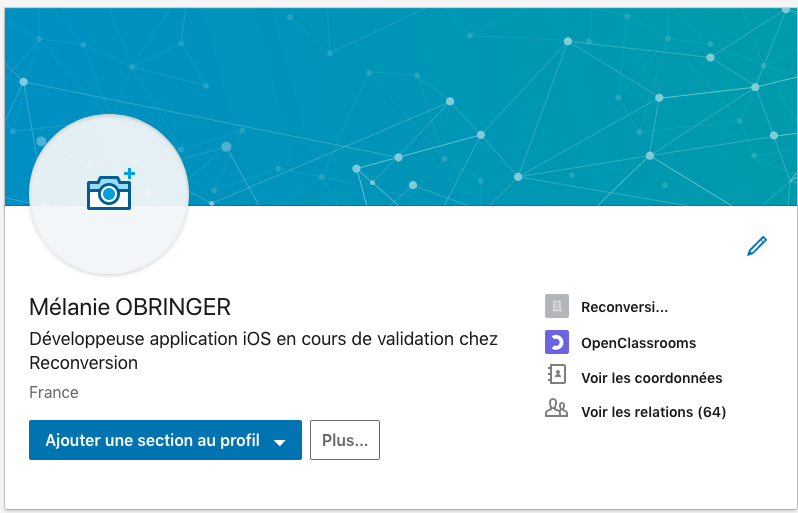 Mélanie OBRINGER
Développeuse application iOS en cours de validation chez
Reconversion
France
Ajouter une section au profil
Plus...
Reconversi...
OpenClassrooms
Voir les coordonnées
Voir les relations (64)